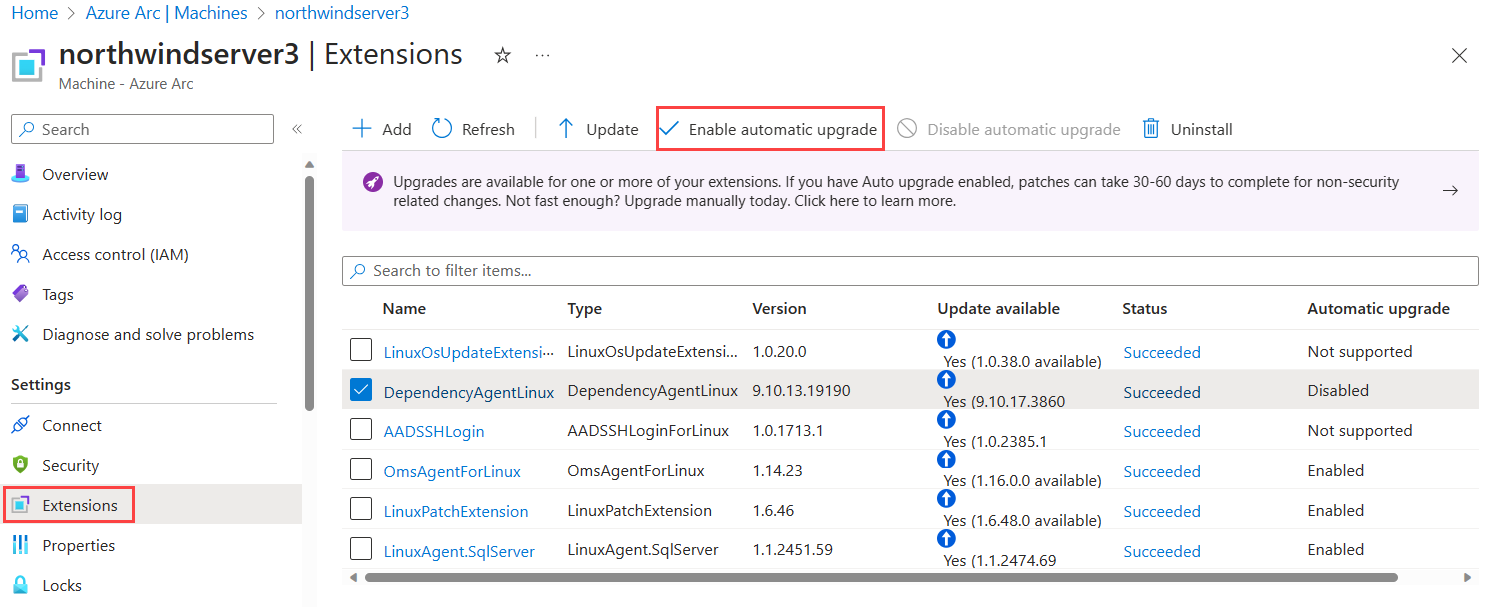 Home > Azure Arc | Machines > northwindserver3
northwindserver3 | Extensions
Machine - Azure Arc
Search
Overview
Activity log
Access control (IAM)
Tags
Diagnose and solve problems
Settings
Connect
Security
Extensions
Properties
Locks
Add Refresh Update Enable automatic upgrade Disable automatic upgrade Uninstall
Upgrades are available for one or more of your extensions. If you have Auto upgrade enabled, patches can take 30-60 days to complete for non-security
related changes. Not fast enough? Upgrade manually today. Click here to learn more.
Search to filter items...
Name Type Version Update available Status Automatic upgrade
LinuxOsUpdateExtensi... LinuxOsUpdateExtensi... 1.0.20.0 Yes (1.0.38.0 available) Succeeded Not supported
DependencyAgentLinux DependencyAgentLinux 9.10.13.19190 Yes (9.10.17.3860 Succeeded Disabled
AADSSHLogin AADSSHLoginForLinux 1.0.1713.1 Yes (1.0.2385.1 Succeeded Not supported
OmsAgentForLinux OmsAgentForLinux 1.14.23 Yes (1.16.0.0 available) Succeeded Enabled
LinuxPatchExtension LinuxPatchExtension 1.6.46 Yes (1.6.48.0 available) Succeeded Enabled
LinuxAgent.SqlServer LinuxAgent.SqlServer 1.1.2451.59 Yes (1.1.2474.69 Succeeded Enabled